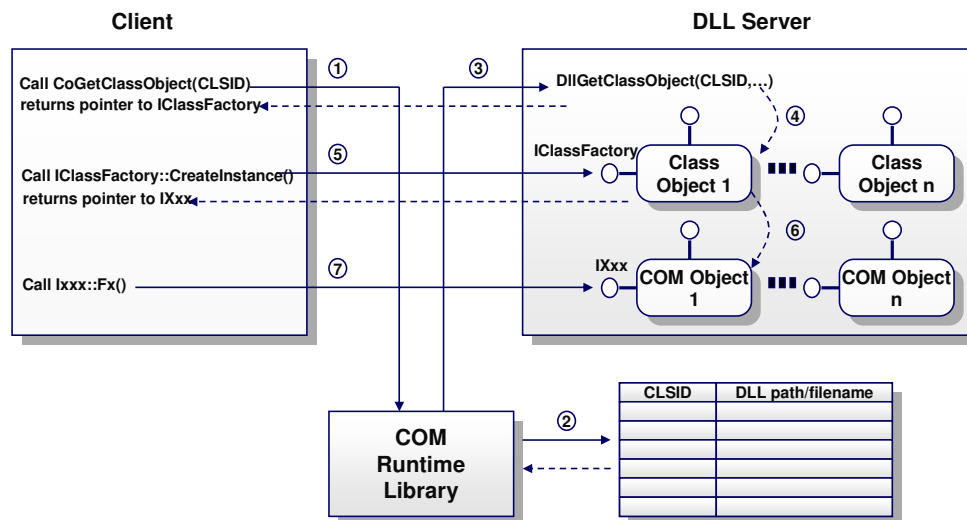 Client
DLL Server
①
③
Call CoGetClassObject(CLSID)
returns pointer to IClassFactory
DllGetClassObject(CLSID,…)
④
⑤
IClassFactory
Class
Object 1
Class
Object n
Call IClassFactory::CreateInstance()
returns pointer to IXxx
⑥
⑦
IXxx
COM Object
1
COM Object
n
Call Ixxx::Fx()
CLSID
DLL path/filename
②
COM
Runtime
Library